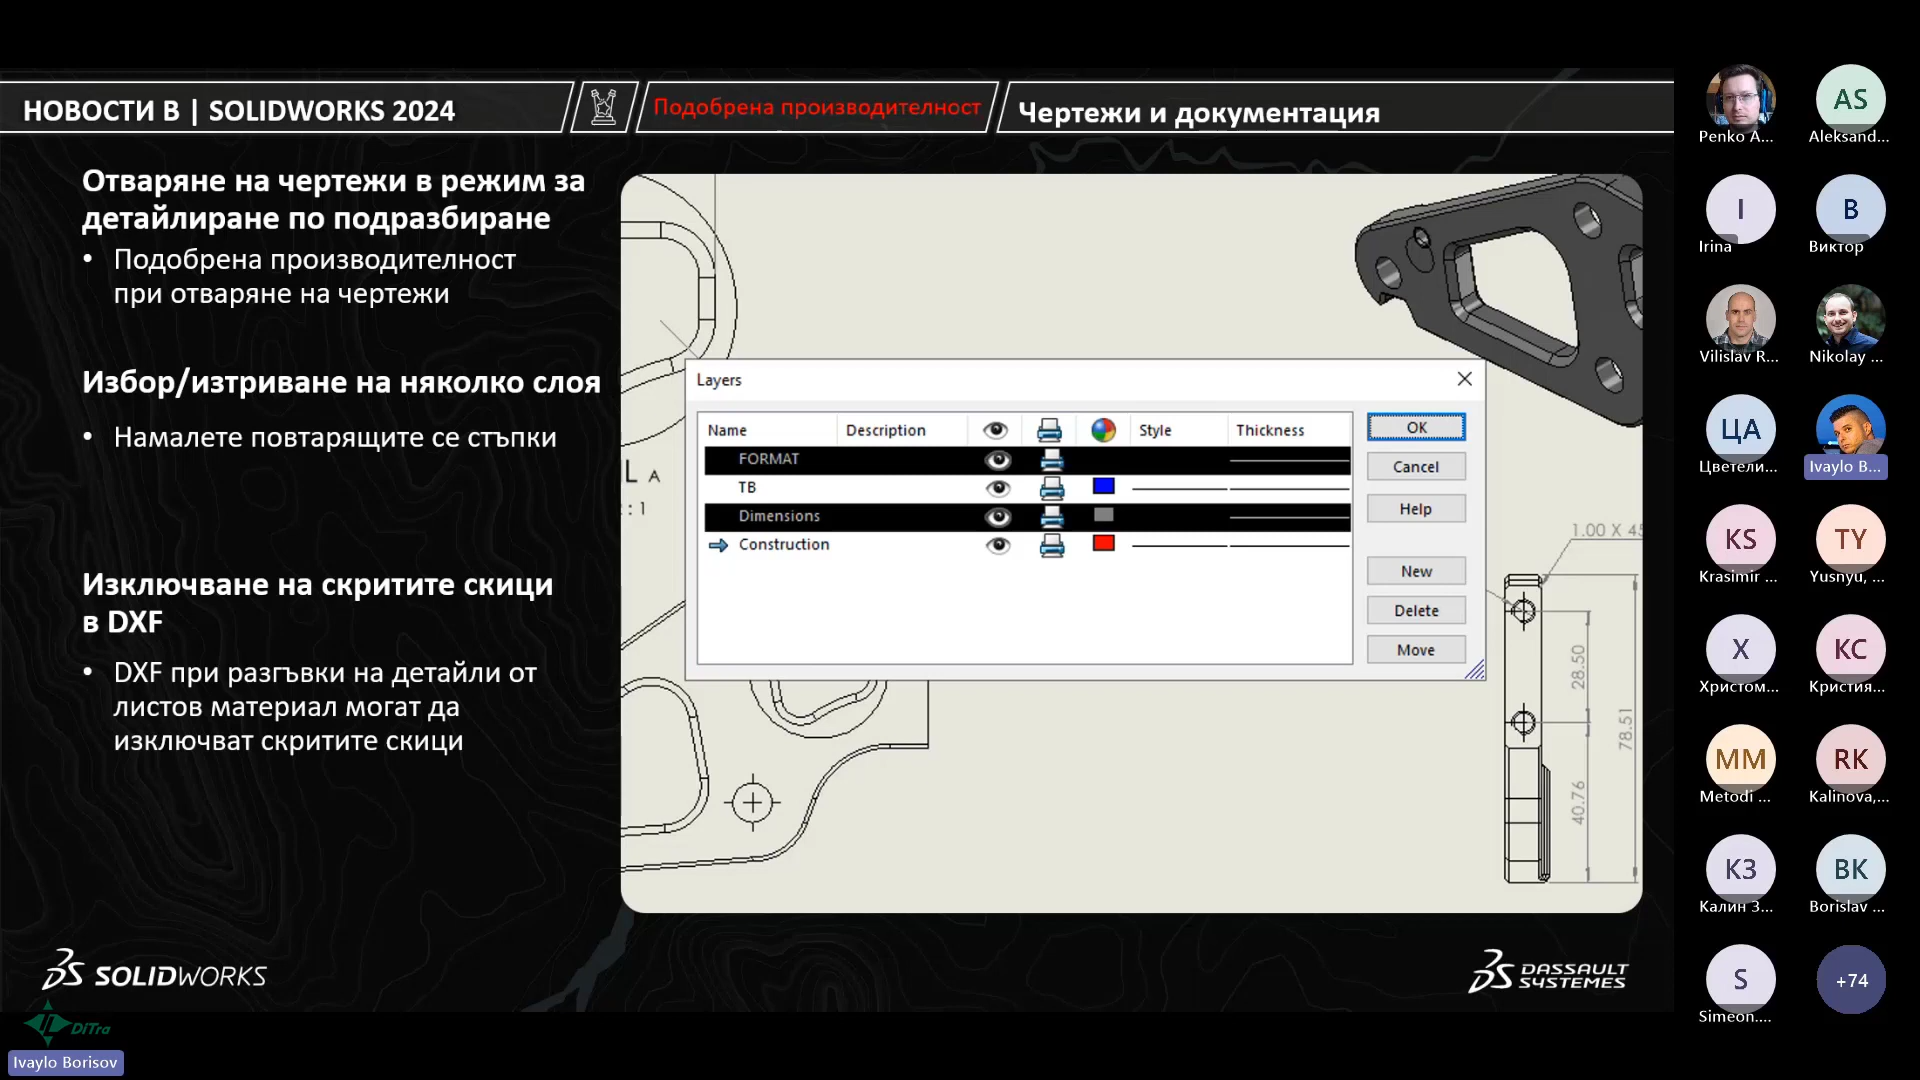 НОВОСТИ В | SOLIDWORKS 2024
Подобрена производителност
Чертежи и документация
Отваряне на чертежи в режим за
детайлиране по подразбиране
• Подобрена производителност
при отваряне на чертежи
Избор/изтриване на няколко слоя
• Намалете повтарящите се стъпки
Изключване на скритите скици
в DXF
• DXF при разгъвки на детайли от
листов материал могат да
изключват скритите скици
L A
: 1
Layers
Name Description Style Thickness
FORMAT
TB
Dimensions
Construction
OK
Cancel
Help
New
Delete
Move
1.00 X 45
28.50
78.51
40.76
SOLIDWORKS
DASSAULT
SYSTEMES
DiTra
Ivaylo Borisov
Penko A...
AS
Aleksand...
I
Irina
В
Виктор
Vilislav R...
Nikolay ...
ЦА
Цветели...
Ivaylo B...
KS
Krasimir ...
TY
Yusnyu, ...
Х
Христом...
КС
Кристия...
MM
Metodi ...
RK
Kalinova,...
КЗ
Калин З...
BK
Borislav ...
S
Simeon....
+74